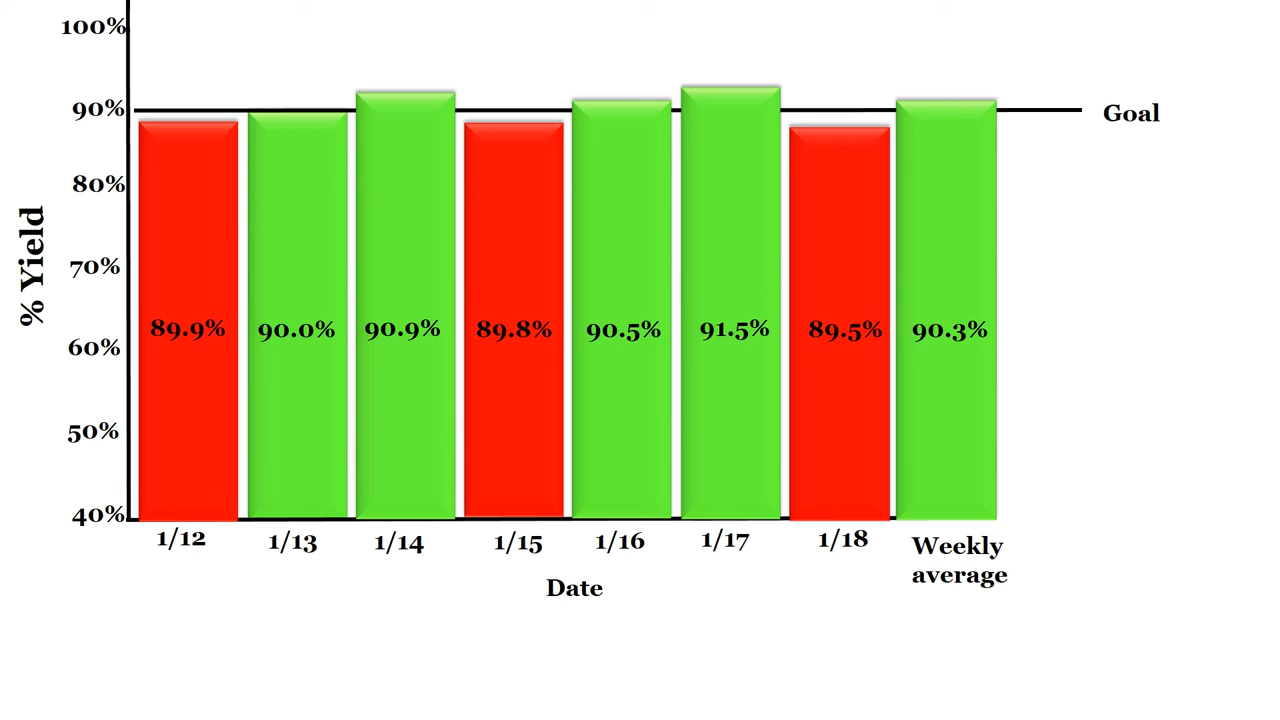 100%
90%
Goal
80%
70%
60%
50%
40%
% Yield
89.9% 90.0% 90.9% 89.8% 90.5% 91.5% 89.5% 90.3%
1/12 1/13 1/14 1/15 1/16 1/17 1/18 Weekly
average
Date